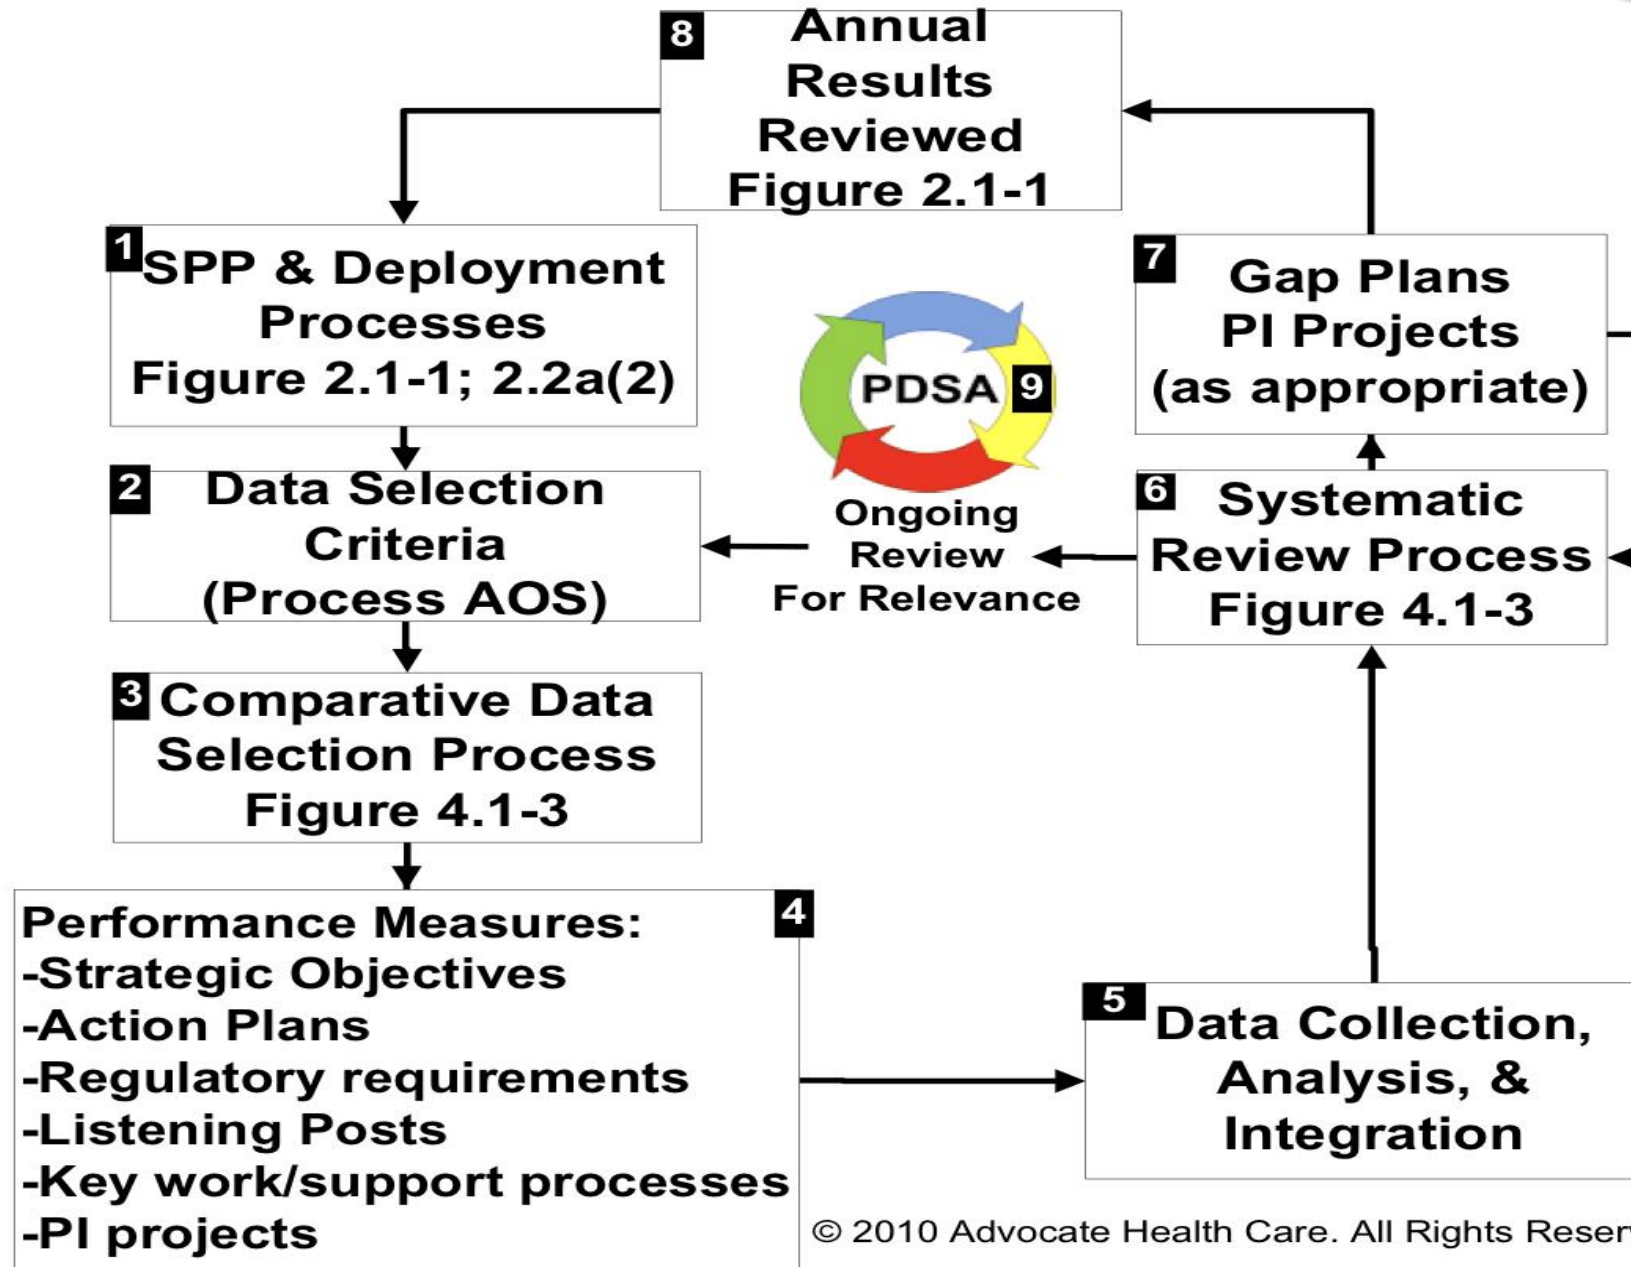 8
Annual
Results
Reviewed
Figure 2.1-1
1
SPP & Deployment
Processes
Figure 2.1-1; 2.2a(2)
2
Data Selection
Criteria
(Process AOS)
3
Comparative Data
Selection Process
Figure 4.1-3
4
Performance Measures:
-Strategic Objectives
-Action Plans
-Regulatory requirements
-Listening Posts
-Key work/support processes
-PI projects
5
Data Collection,
Analysis, &
Integration
6
Systematic
Review Process
Figure 4.1-3
7
Gap Plans
PI Projects
(as appropriate)
PDSA 9
Ongoing
Review
For Relevance
© 2010 Advocate Health Care. All Rights